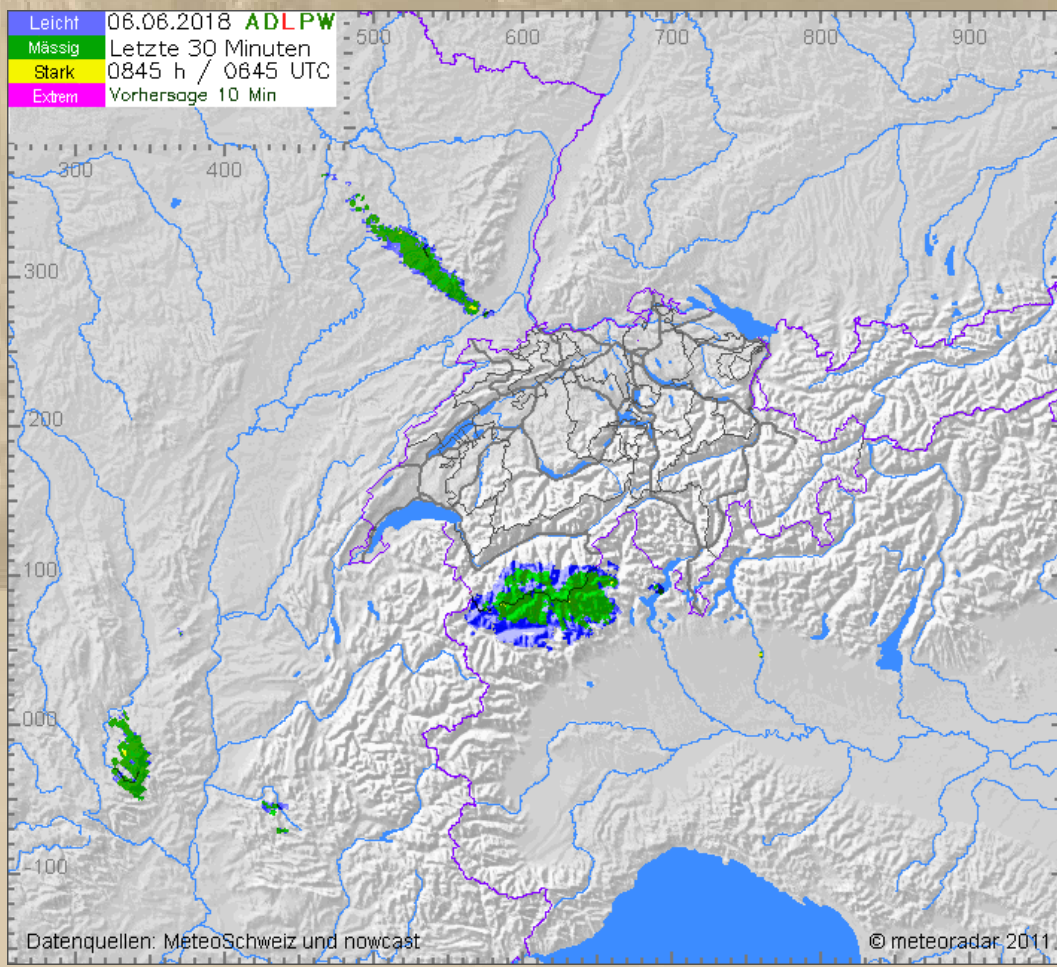 Leicht 06.06.2018 ADLPW
Mässig Letzte 30 Minuten
Stark 0845 h / 0645 UTC
Extrem Vorhersage 10 Min
500 600 700 800 900
300 400
300
200
100
000
-100
Datenquellen: MeteoSchweiz und nowcast
© meteoradar 2011